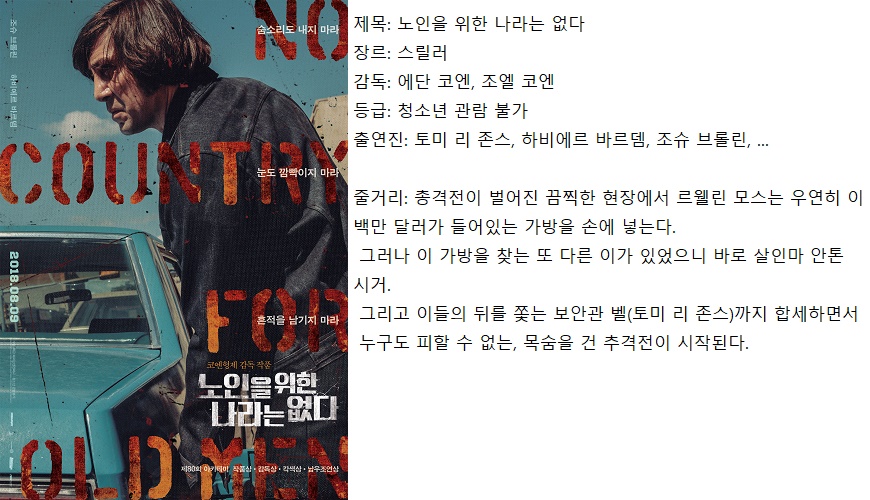 숨소리도 내지 마라
NO
조슈 브롤린
하비에르 바르뎀
COUNTRY
눈도 깜빡이지 마라
2018.08.09
FOR
흔적을 남기지 마라
코엔형제 감독 작품
노인을 위한
나라는 없다
OLD MEN
제80회 아카데미 작품상·감독상·각색상·남우조연상
제목: 노인을 위한 나라는 없다
장르: 스릴러
감독: 에단 코엔, 조엘 코엔
등급: 청소년 관람 불가
출연진: 토미 리 존스, 하비에르 바르뎀, 조슈 브롤린, ...
줄거리: 총격전이 벌어진 끔찍한 현장에서 르웰린 모스는 우연히 이
백만 달러가 들어있는 가방을 손에 넣는다.
그러나 이 가방을 찾는 또 다른 이가 있었으니 바로 살인마 안톤
시거.
그리고 이들의 뒤를 쫓는 보안관 벨(토미 리 존스)까지 합세하면서
누구도 피할 수 없는, 목숨을 건 추격전이 시작된다.